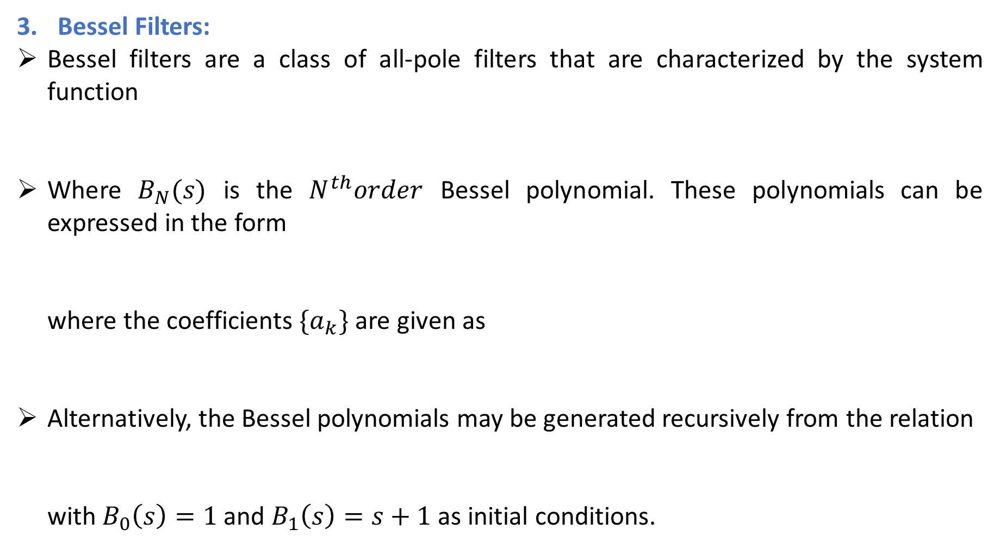 3. Bessel Filters:
➢ Bessel filters are a class of all-pole filters that are characterized by the system
function
➢ Where $B_N(s)$ is the $N^{th} order$ Bessel polynomial. These polynomials can be
expressed in the form
where the coefficients $\{a_k\}$ are given as
➢ Alternatively, the Bessel polynomials may be generated recursively from the relation
with $B_0(s) = 1$ and $B_1(s) = s + 1$ as initial conditions.